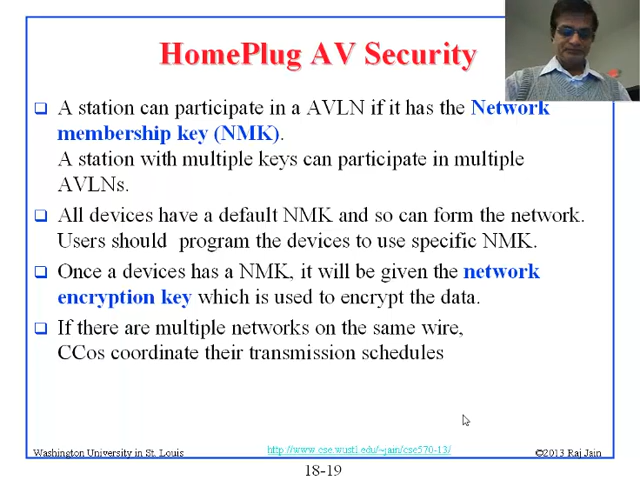 HomePlug AV Security
A station can participate in a AVLN if it has the Network
membership key (NMK).
A station with multiple keys can participate in multiple
AVLNs.
All devices have a default NMK and so can form the network.
Users should program the devices to use specific NMK.
Once a devices has a NMK, it will be given the network
encryption key which is used to encrypt the data.
If there are multiple networks on the same wire,
CCos coordinate their transmission schedules
Washington University in St. Louis
http://www.cse.wustl.edu/~jain/cse570-13/
©2013 Raj Jain
18-19